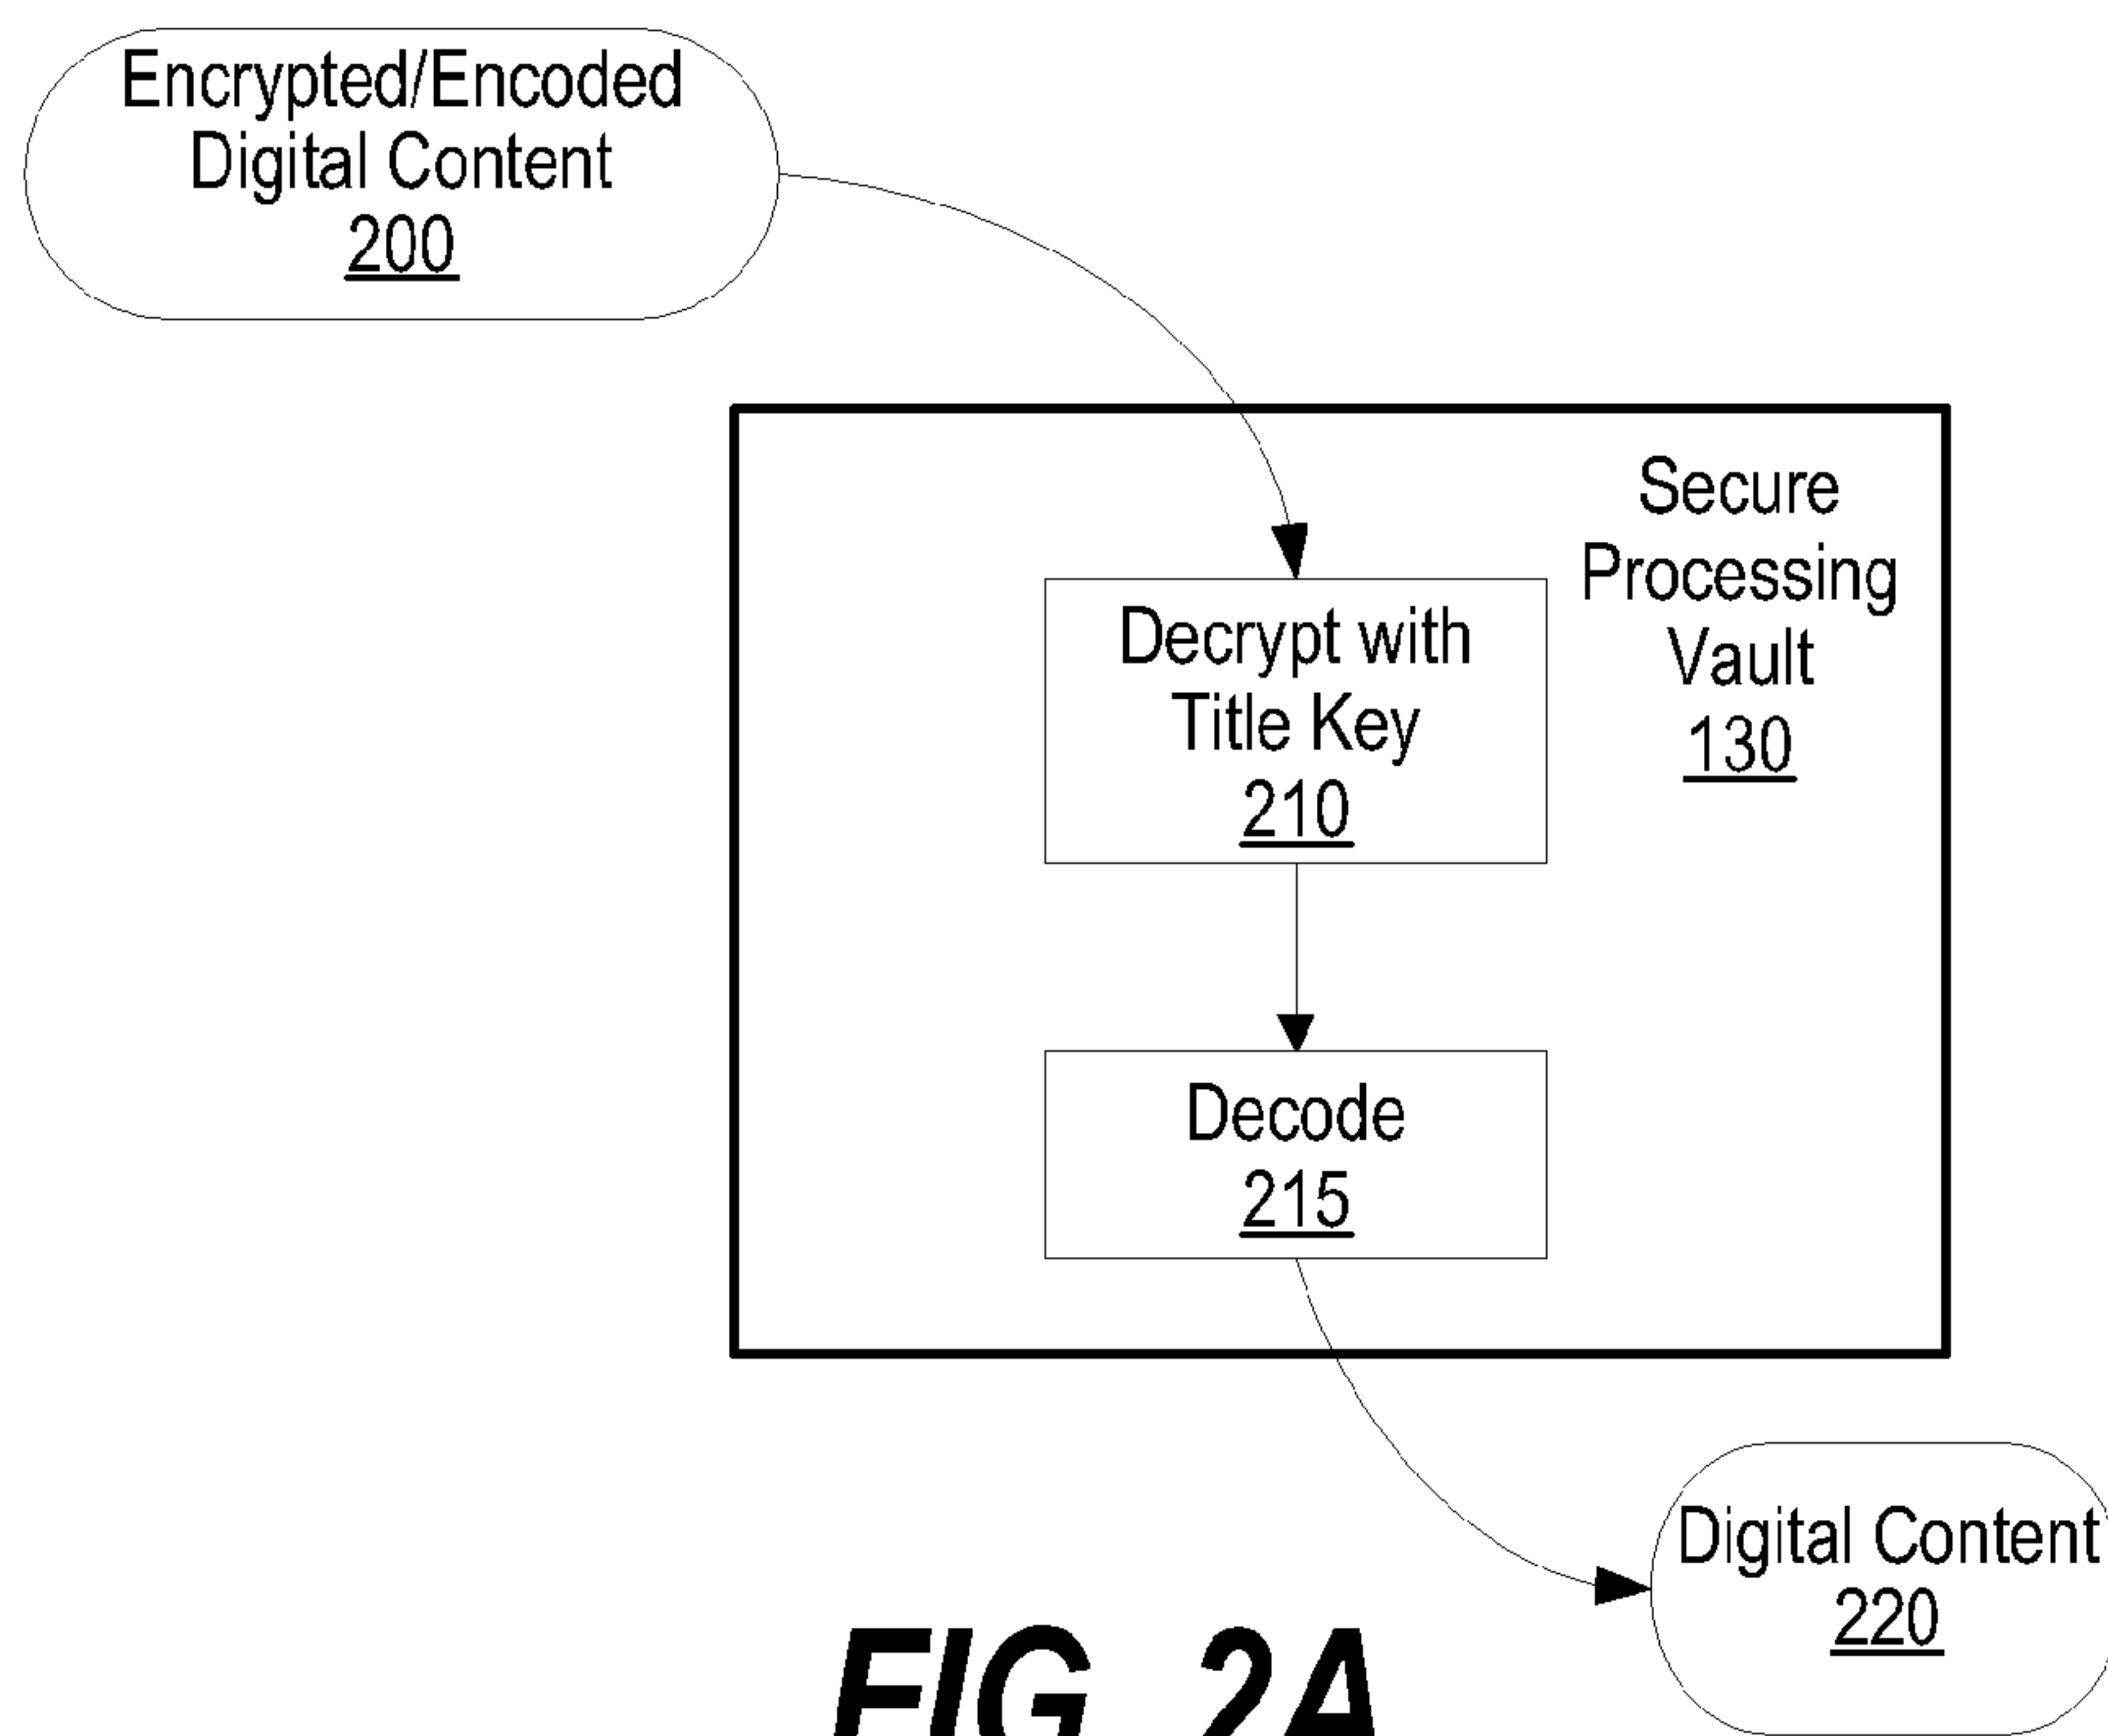 Encrypted/Encoded
Digital Content
200
Secure
Processing
Vault
130
Decrypt with
Title Key
210
Decode
215
Digital Content
220
FIG. 2A